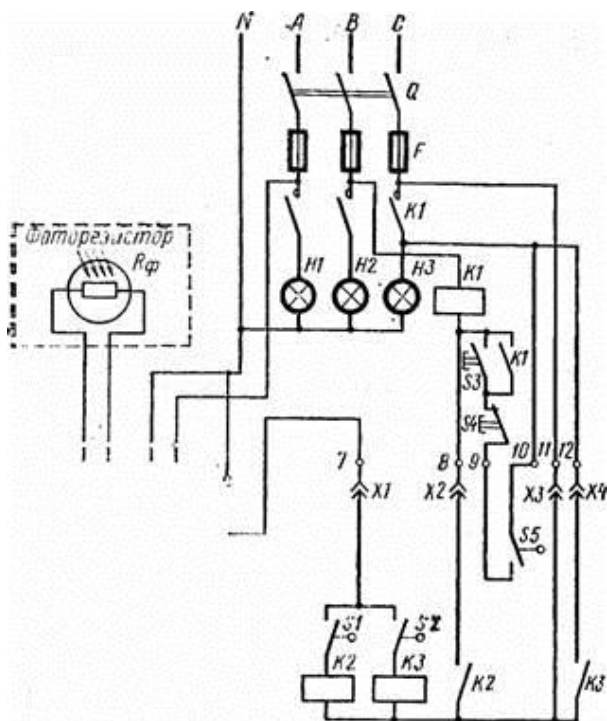 N A B C
Q
F
K1
Фоторезистор
Rф
H1 H2 H3 K1
S3 K1
S4
7 8 9 10 11 12
X1 X2 X3 X4
S5
S1 S2
K2 K3 K2 K3